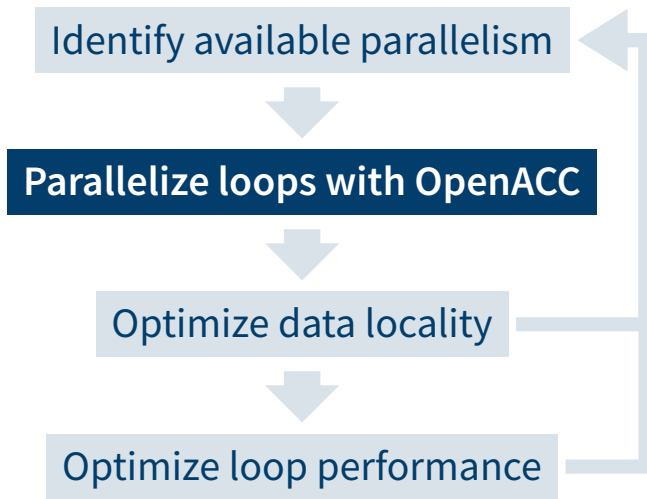 Identify available parallelism
Parallelize loops with OpenACC
Optimize data locality
Optimize loop performance